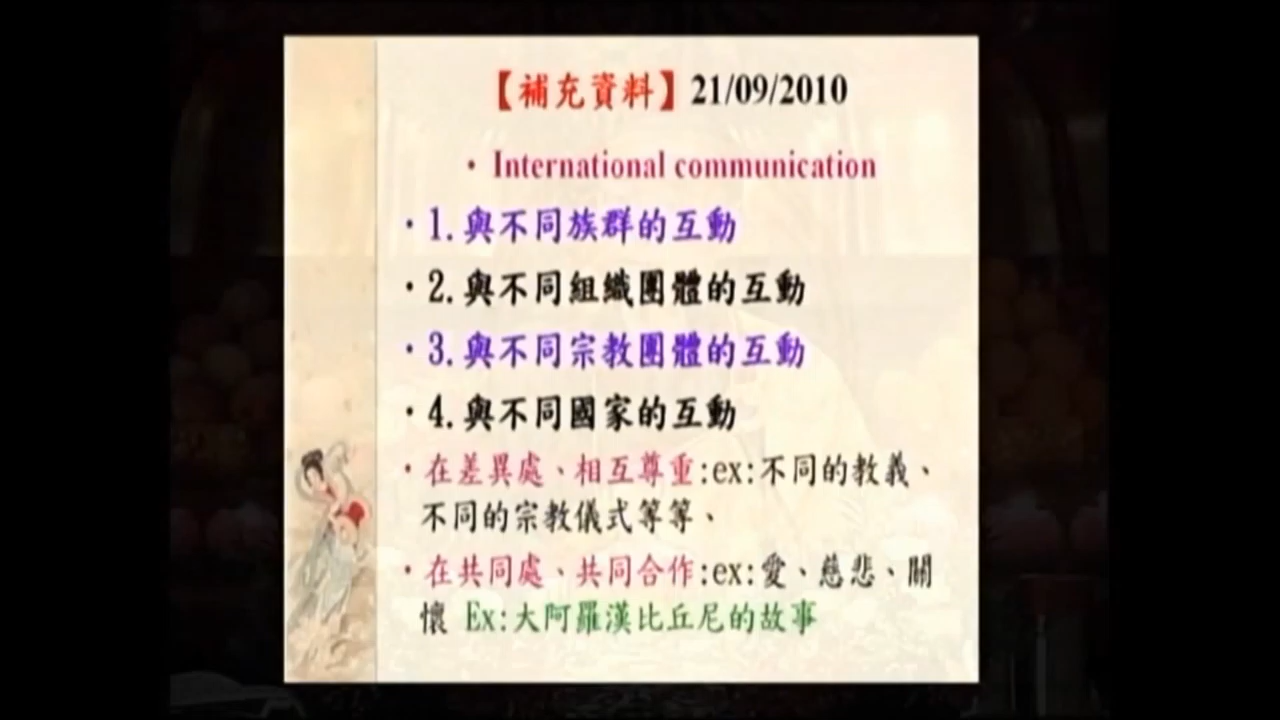 【補充資料】21/09/2010
• International communication
• 1.與不同族群的互動
• 2.與不同組織團體的互動
• 3.與不同宗教團體的互動
• 4.與不同國家的互動
• 在差異處、相互尊重:ex:不同的教義、
不同的宗教儀式等等、
• 在共同處、共同合作:ex:愛、慈悲、關
懷 Ex:大阿羅漢比丘尼的故事